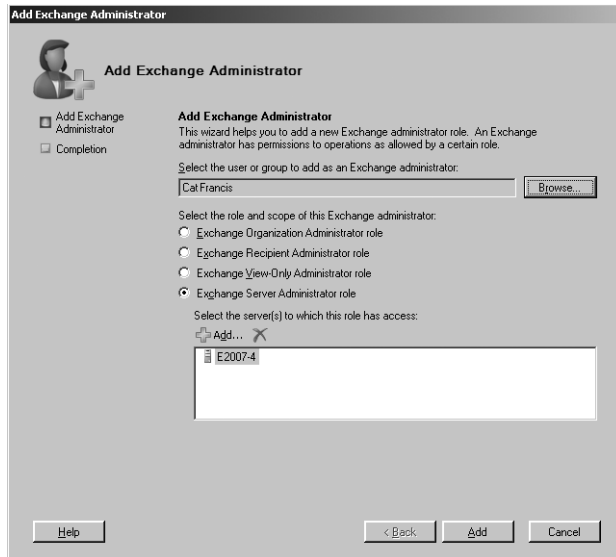 Add Exchange Administrator
Add Exchange Administrator
Add Exchange
Administrator
Completion
Add Exchange Administrator
This wizard helps you to add a new Exchange administrator role. An Exchange
administrator has permissions to operations as allowed by a certain role.
Select the user or group to add as an Exchange administrator:
Cat Francis
Browse...
Select the role and scope of this Exchange administrator:
Exchange Organization Administrator role
Exchange Recipient Administrator role
Exchange View-Only Administrator role
Exchange Server Administrator role
Select the server(s) to which this role has access:
Add...
E2007-4
Help
< Back
Add
Cancel